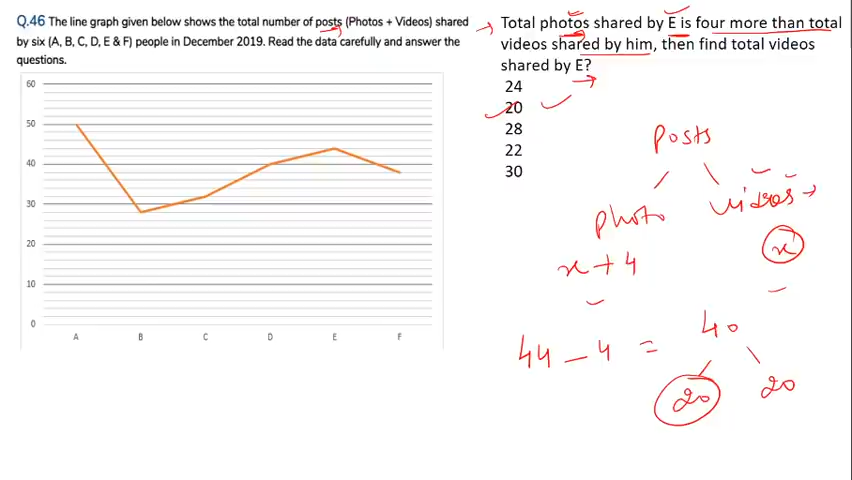 Q.46 The line graph given below shows the total number of posts (Photos + Videos) shared
by six (A, B, C, D, E & F) people in December 2019. Read the data carefully and answer the
questions.
60
50
40
30
20
10
0
A B C D E F
Total photos shared by E is four more than total
videos shared by him, then find total videos
shared by E?
24
20
28
22
30
Posts
photo videos
x + 4 x
44 - 4 = 40
20 20